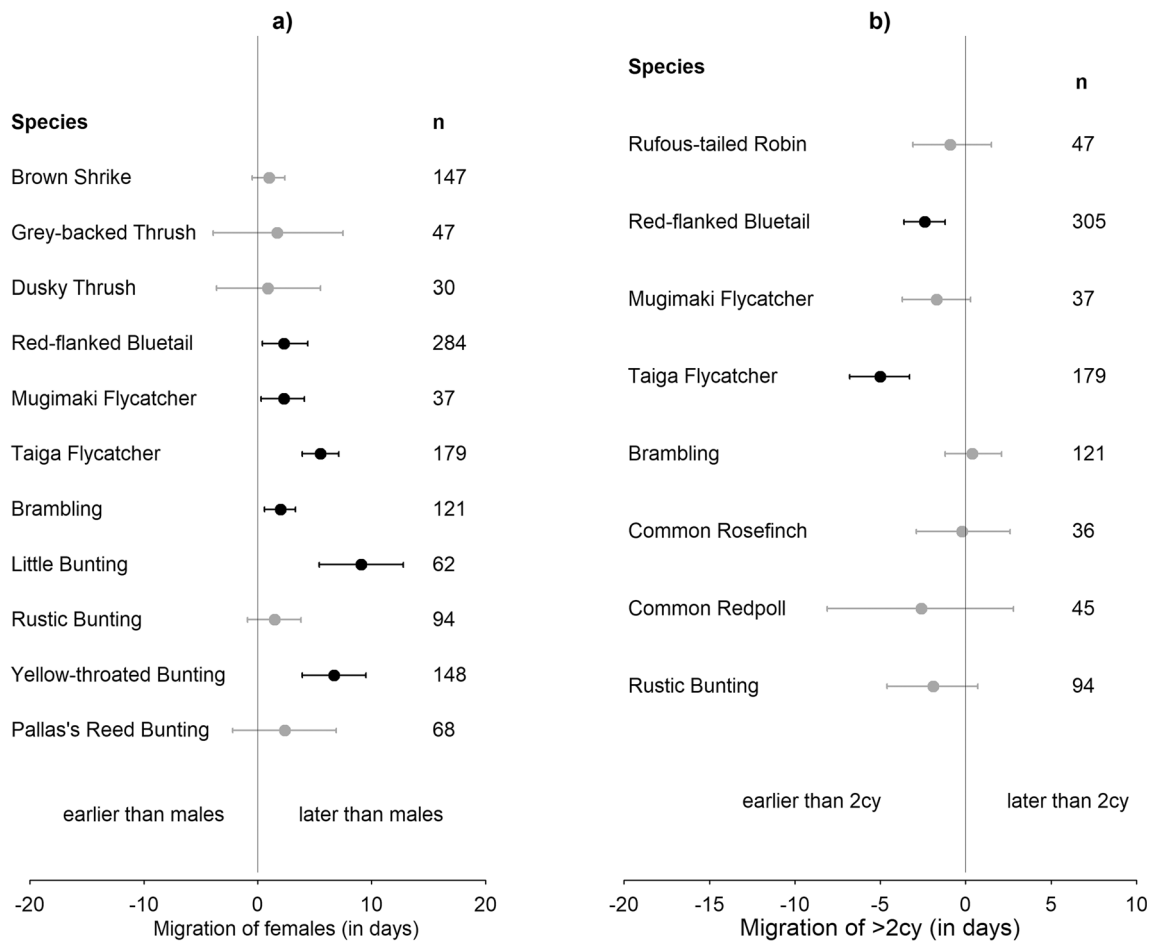 a)
Species n
Brown Shrike 147
Grey-backed Thrush 47
Dusky Thrush 30
Red-flanked Bluetail 284
Mugimaki Flycatcher 37
Taiga Flycatcher 179
Brambling 121
Little Bunting 62
Rustic Bunting 94
Yellow-throated Bunting 148
Pallas's Reed Bunting 68
earlier than males later than males
-20 -10 0 10 20
Migration of females (in days)
b)
Species
n
Rufous-tailed Robin 47
Red-flanked Bluetail 305
Mugimaki Flycatcher 37
Taiga Flycatcher 179
Brambling 121
Common Rosefinch 36
Common Redpoll 45
Rustic Bunting 94
earlier than 2cy later than 2cy
-20 -15 -10 -5 0 5 10
Migration of >2cy (in days)